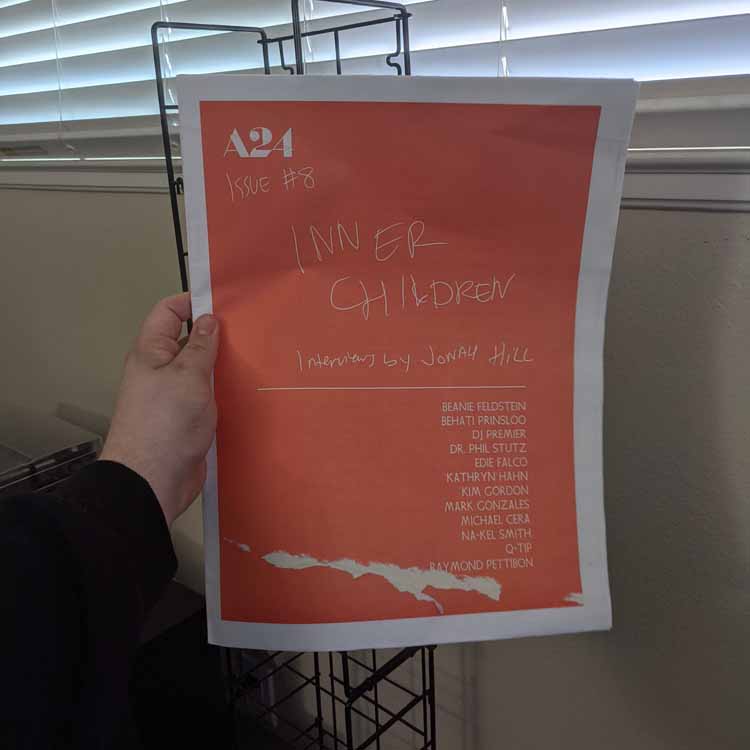 A24
ISSUE #8
INNER
CHILDREN
Interviews by JONAH HILL
BEANIE FELDSTEIN
BEHATI PRINSLOO
DJ PREMIER
DR. PHIL STUTZ
EDIE FALCO
KATHRYN HAHN
KIM GORDON
MARK GONZALES
MICHAEL CERA
NA-KEL SMITH
Q-TIP
RAYMOND PETTIBON